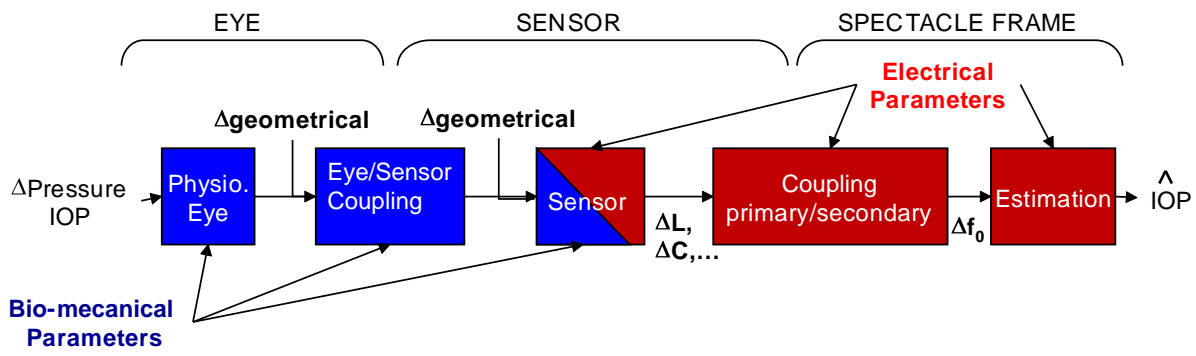 EYE
SENSOR
SPECTACLE FRAME
Electrical
Parameters
Δgeometrical
Δgeometrical
ΔPressure
IOP
Physio.
Eye
Eye/Sensor
Coupling
Sensor
Coupling
primary/secondary
Estimation
^
IOP
ΔL,
ΔC,...
Δf₀
Bio-mecanical
Parameters